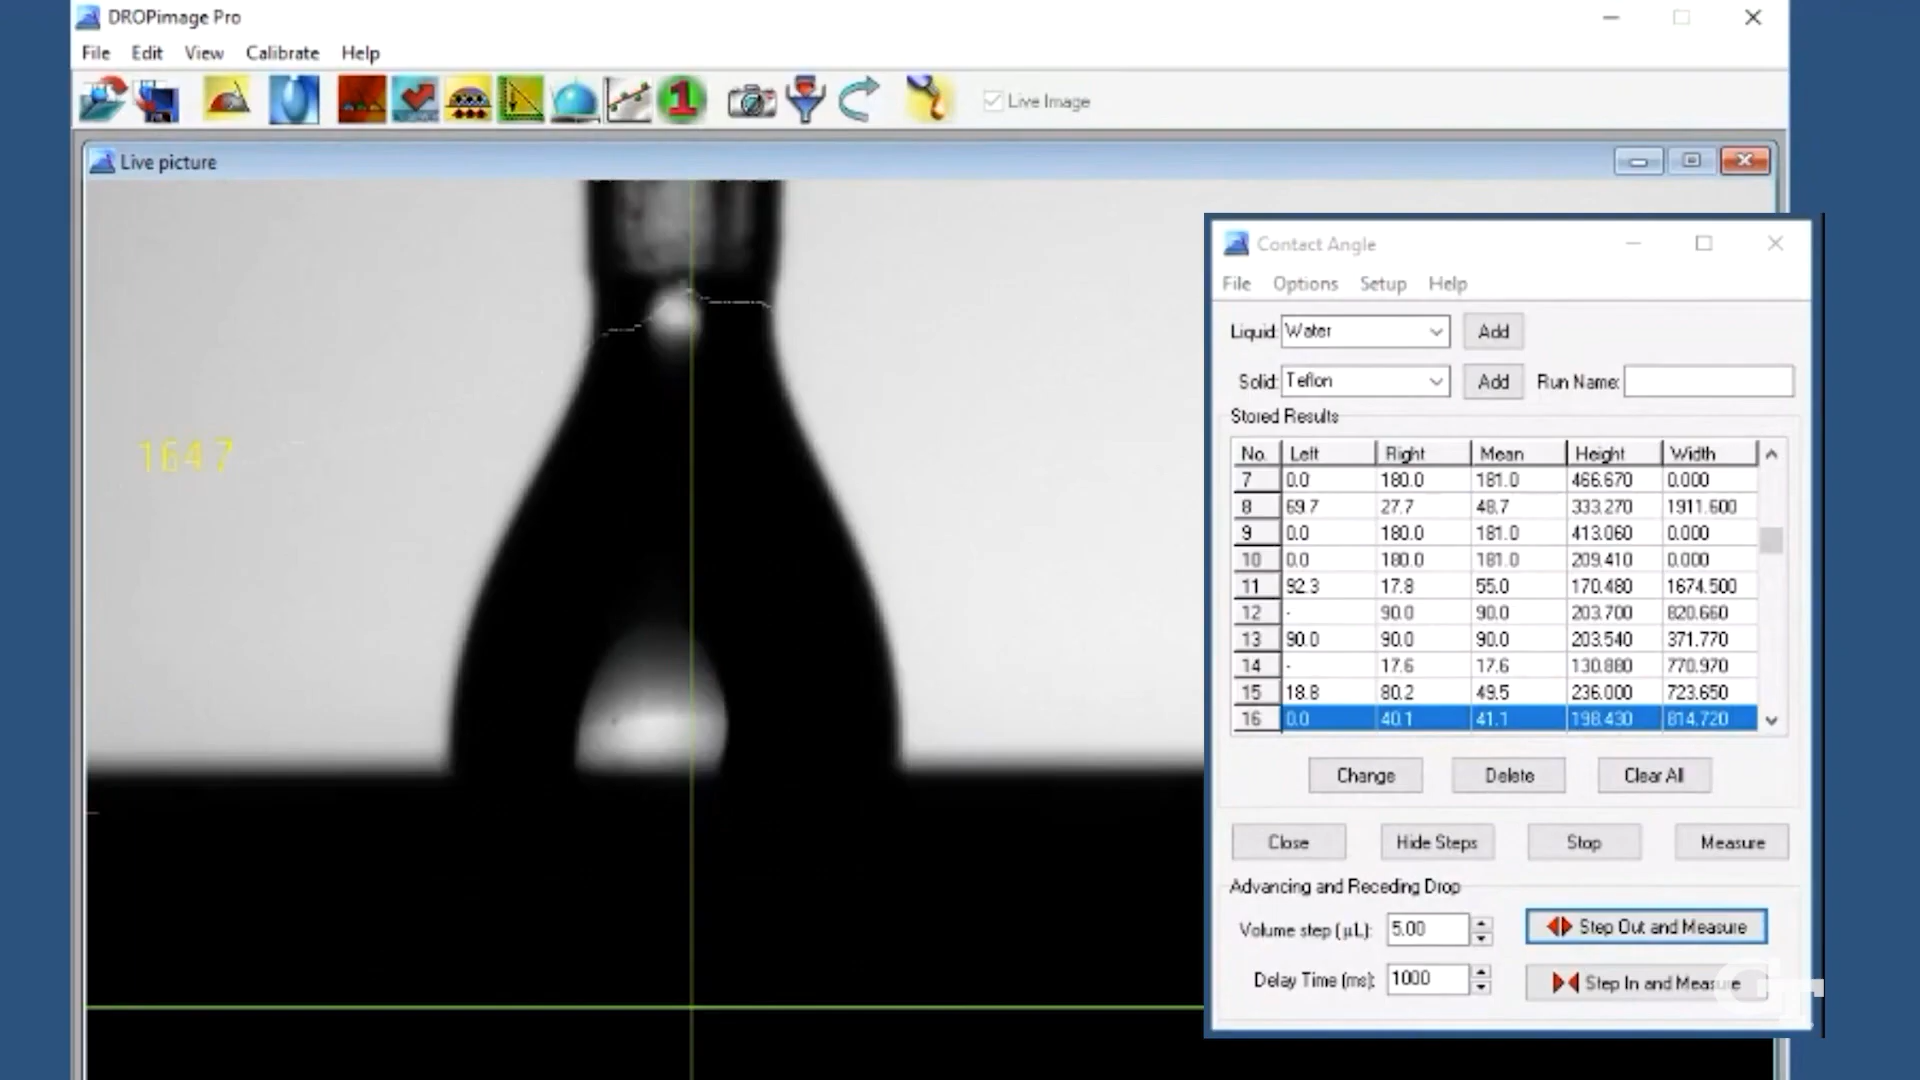 DROPimage Pro
File Edit View Calibrate Help
1 Live Image
Live picture
1647
Contact Angle
File Options Setup Help
Liquid: Water Add
Solid: Teflon Add Run Name:
Stored Results
No. Left Right Mean Height Width
7 0.0 180.0 181.0 466.670 0.000
8 69.7 27.7 48.7 333.270 1911.600
9 0.0 180.0 181.0 413.060 0.000
10 0.0 180.0 181.0 209.410 0.000
11 92.3 17.8 55.0 170.480 1674.500
12 - 90.0 90.0 203.700 820.660
13 90.0 90.0 90.0 203.540 371.770
14 - 17.6 17.6 130.880 770.970
15 18.8 80.2 49.5 236.000 723.650
16 0.0 40.1 41.1 198.430 814.720
Change Delete Clear All
Close Hide Steps Stop Measure
Advancing and Receding Drop
Volume step (µL): 5.00 Step Out and Measure
Delay Time (ms): 1000 Step In and Measure
GT